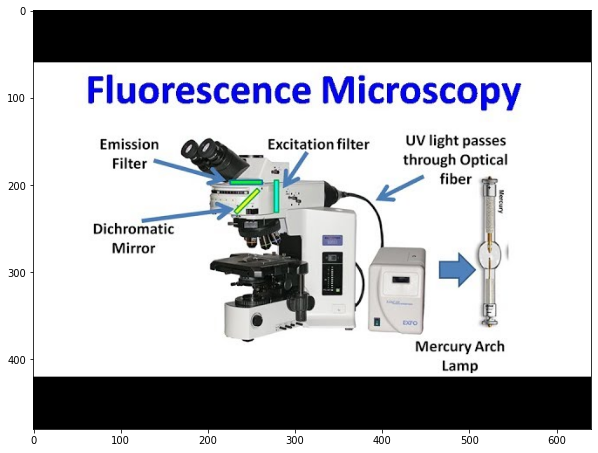 Fluorescence Microscopy
Emission
Filter
Excitation filter
UV light passes
through Optical
fiber
Dichromatic
Mirror
Mercury
EXFO
Mercury Arch
Lamp
0
100
200
300
400
0
100
200
300
400
500
600